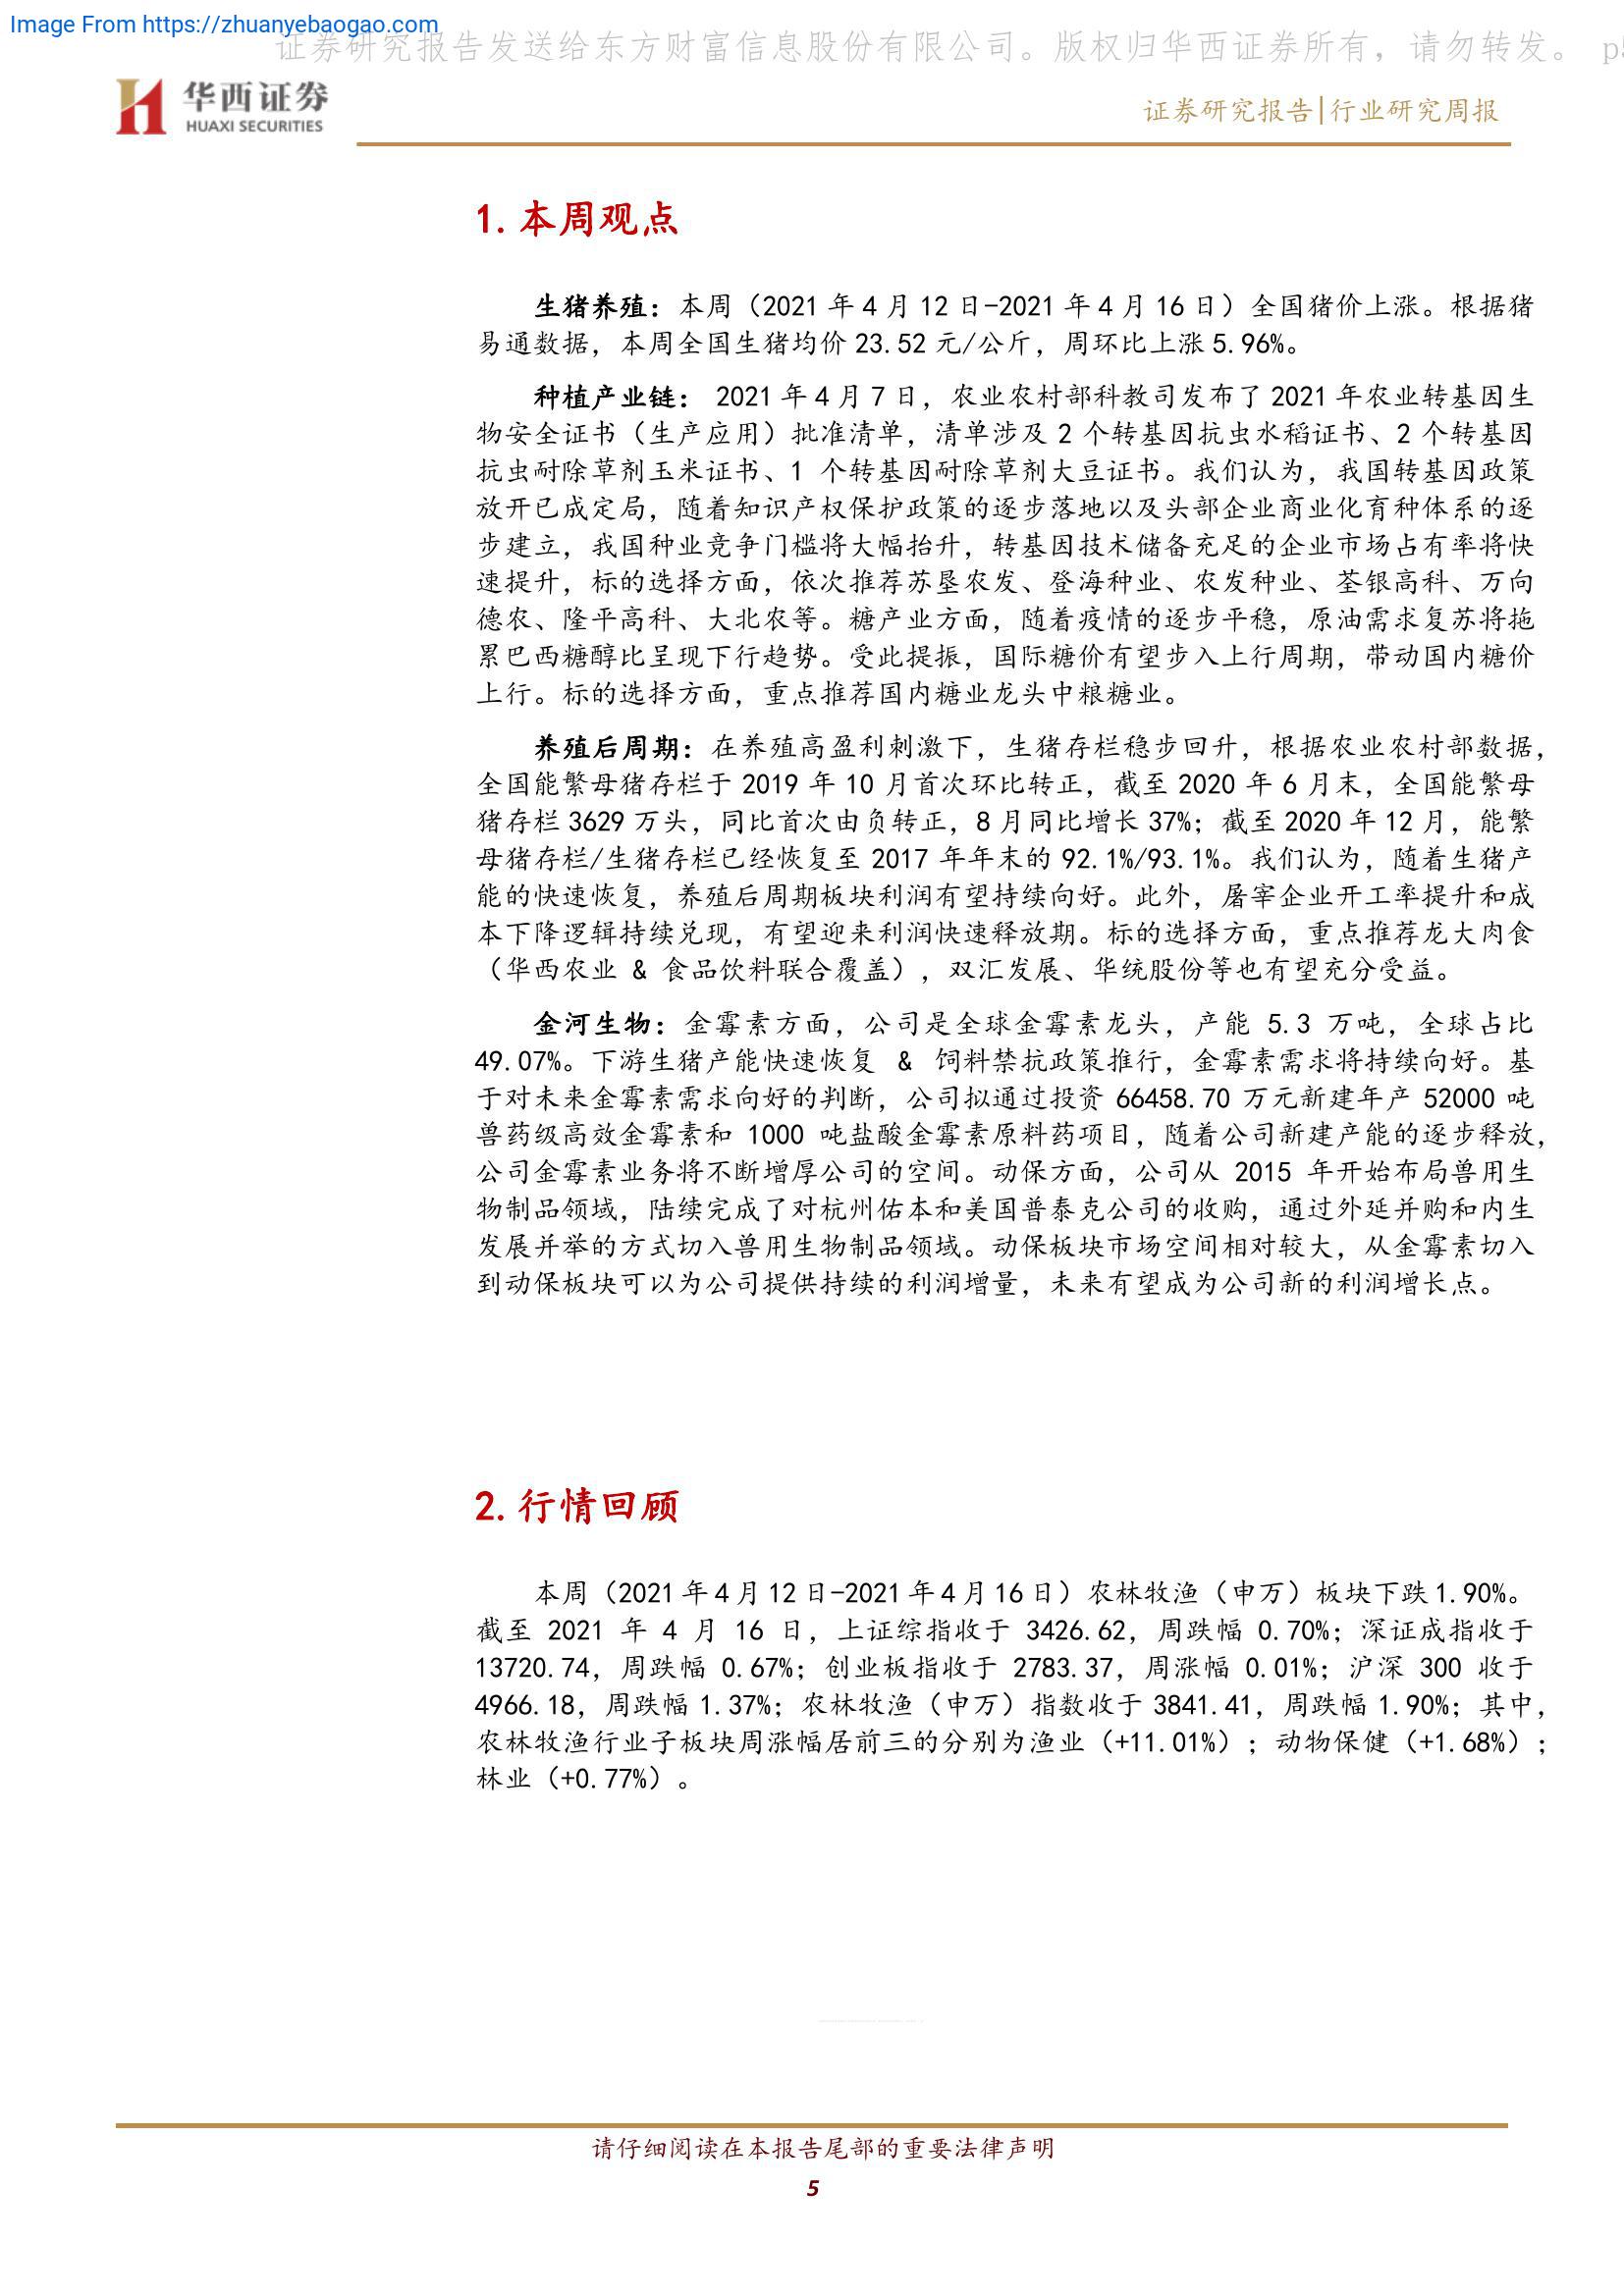 Image From https://zhuanyebaogao.com
证券研究报告发送给东方财富信息股份有限公司。版权归华西证券所有，请勿转发。 p
华西证券
HUAXI SECURITIES
证券研究报告|行业研究周报
1. 本周观点
生猪养殖：本周（2021 年 4 月 12 日-2021 年 4 月 16 日）全国猪价上涨。根据猪
易通数据，本周全国生猪均价 23.52 元/公斤，周环比上涨 5.96%。
种植产业链： 2021 年 4 月 7 日，农业农村部科教司发布了 2021 年农业转基因生
物安全证书（生产应用）批准清单，清单涉及 2 个转基因抗虫水稻证书、2 个转基因
抗虫耐除草剂玉米证书、1 个转基因耐除草剂大豆证书。我们认为，我国转基因政策
放开已成定局，随着知识产权保护政策的逐步落地以及头部企业商业化育种体系的逐
步建立，我国种业竞争门槛将大幅抬升，转基因技术储备充足的企业市场占有率将快
速提升，标的选择方面，依次推荐苏垦农发、登海种业、农发种业、荃银高科、万向
德农、隆平高科、大北农等。糖产业方面，随着疫情的逐步平稳，原油需求复苏将拖
累巴西糖醇比呈现下行趋势。受此提振，国际糖价有望步入上行周期，带动国内糖价
上行。标的选择方面，重点推荐国内糖业龙头中粮糖业。
养殖后周期：在养殖高盈利刺激下，生猪存栏稳步回升，根据农业农村部数据，
全国能繁母猪存栏于 2019 年 10 月首次环比转正，截至 2020 年 6 月末，全国能繁母
猪存栏 3629 万头，同比首次由负转正，8 月同比增长 37%；截至 2020 年 12 月，能繁
母猪存栏/生猪存栏已经恢复至 2017 年年末的 92.1%/93.1%。我们认为，随着生猪产
能的快速恢复，养殖后周期板块利润有望持续向好。此外，屠宰企业开工率提升和成
本下降逻辑持续兑现，有望迎来利润快速释放期。标的选择方面，重点推荐龙大肉食
（华西农业 & 食品饮料联合覆盖），双汇发展、华统股份等也有望充分受益。
金河生物：金霉素方面，公司是全球金霉素龙头，产能 5.3 万吨，全球占比
49.07%。下游生猪产能快速恢复 & 饲料禁抗政策推行，金霉素需求将持续向好。基
于对未来金霉素需求向好的判断，公司拟通过投资 66458.70 万元新建年产 52000 吨
兽药级高效金霉素和 1000 吨盐酸金霉素原料药项目，随着公司新建产能的逐步释放，
公司金霉素业务将不断增厚公司的空间。动保方面，公司从 2015 年开始布局兽用生
物制品领域，陆续完成了对杭州佑本和美国普泰克公司的收购，通过外延并购和内生
发展并举的方式切入兽用生物制品领域。动保板块市场空间相对较大，从金霉素切入
到动保板块可以为公司提供持续的利润增量，未来有望成为公司新的利润增长点。
2. 行情回顾
本周（2021 年 4 月 12 日-2021 年 4 月 16 日）农林牧渔（申万）板块下跌 1.90%。
截至 2021 年 4 月 16 日，上证综指收于 3426.62，周跌幅 0.70%；深证成指收于
13720.74，周跌幅 0.67%；创业板指收于 2783.37，周涨幅 0.01%；沪深 300 收于
4966.18，周跌幅 1.37%；农林牧渔（申万）指数收于 3841.41，周跌幅 1.90%；其中，
农林牧渔行业子板块周涨幅居前三的分别为渔业（+11.01%）；动物保健（+1.68%）；
林业（+0.77%）。
请仔细阅读在本报告尾部的重要法律声明
5